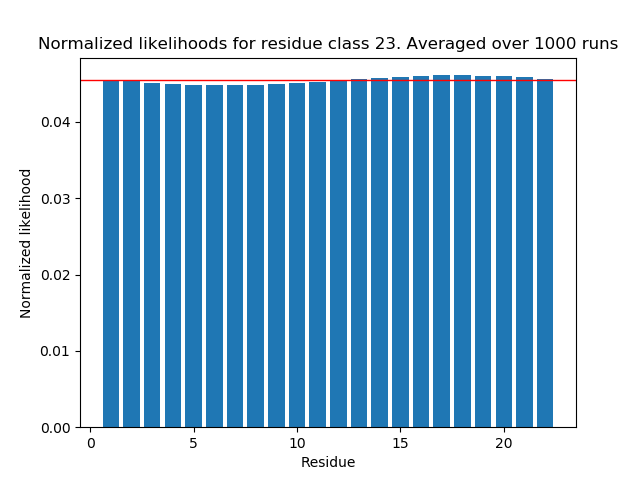 Normalized likelihoods for residue class 23. Averaged over 1000 runs
Normalized likelihood
0.04
0.03
0.02
0.01
0.00
0 5 10 15 20
Residue